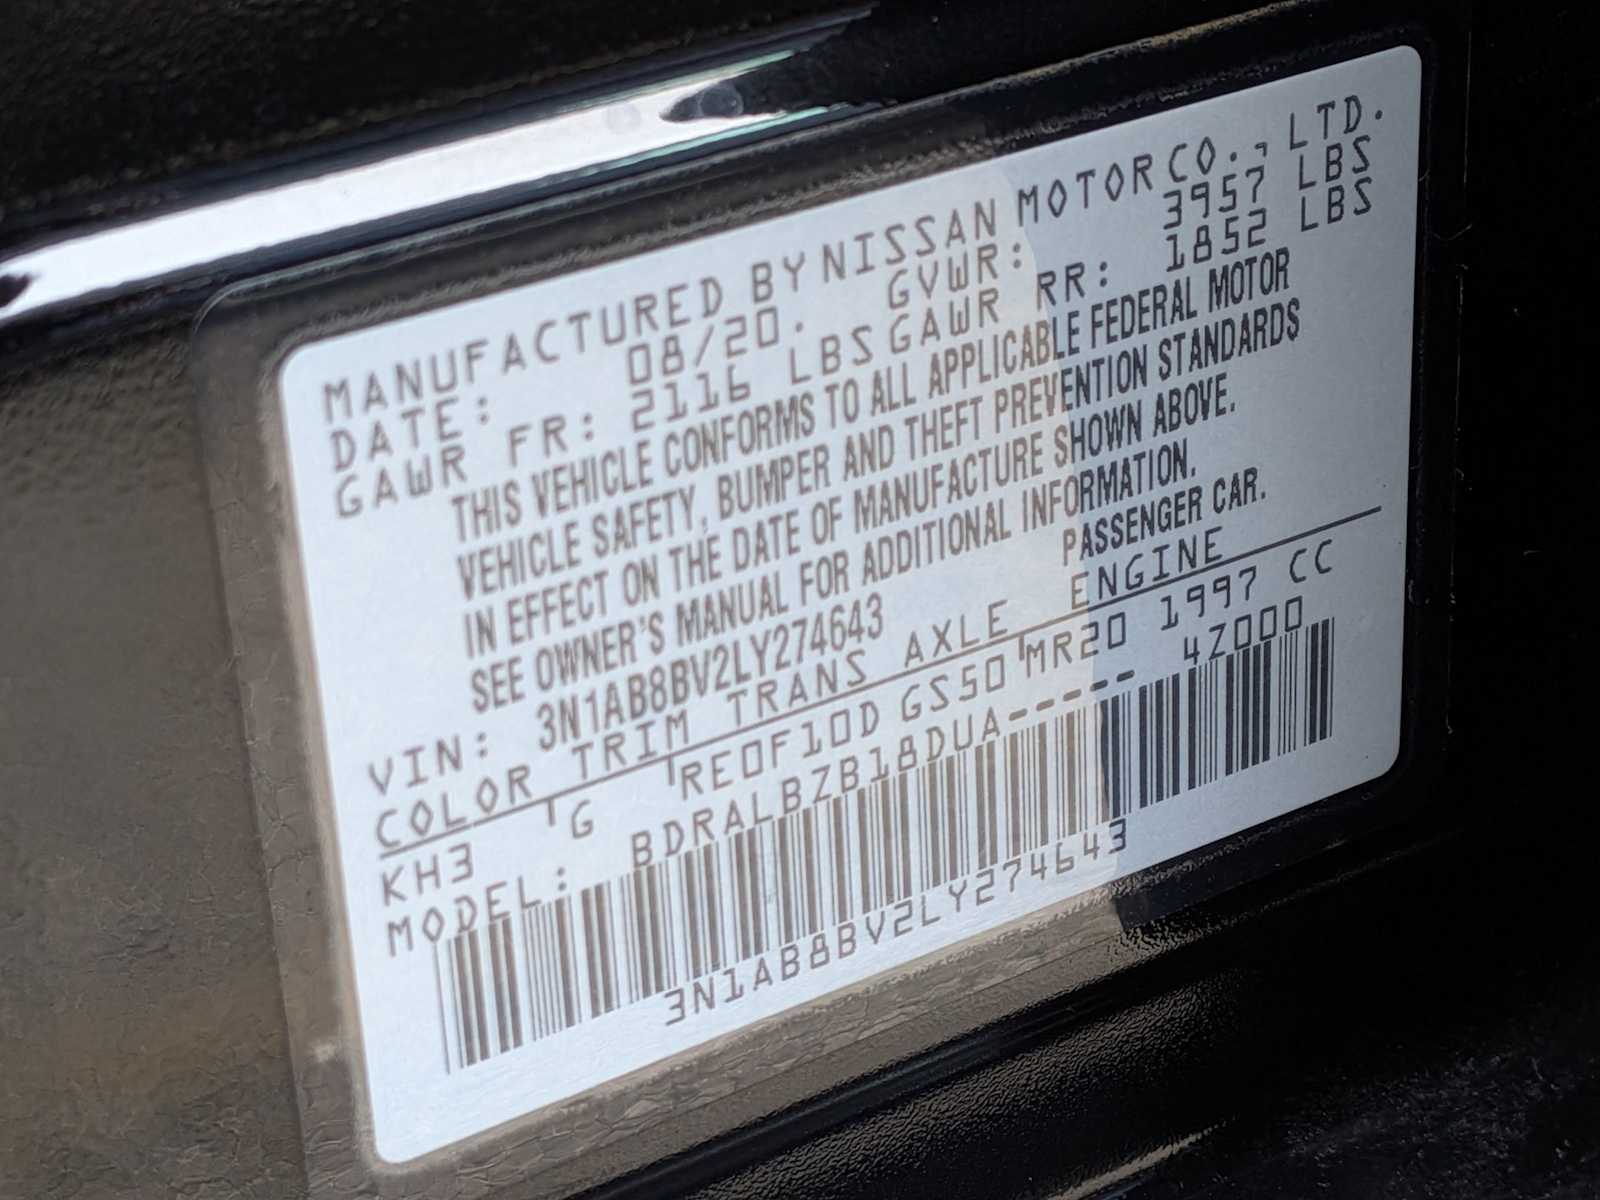 MANUFACTURED BY NISSAN MOTOR CO., LTD.
DATE: 08/20. GVWR: 3957 LBS
GAWR FR: 2116 LBS GAWR RR: 1852 LBS
THIS VEHICLE CONFORMS TO ALL APPLICABLE FEDERAL MOTOR
VEHICLE SAFETY, BUMPER AND THEFT PREVENTION STANDARDS
IN EFFECT ON THE DATE OF MANUFACTURE SHOWN ABOVE.
SEE OWNER'S MANUAL FOR ADDITIONAL INFORMATION.
VIN: 3N1AB8BV2LY274643 PASSENGER CAR.
COLOR TRIM TRANS AXLE ENGINE
KH3 G RE0F10D GS50 MR20 1997 CC
MODEL: BDRALBZB18DUA----- 4Z000
3N1AB8BV2LY274643